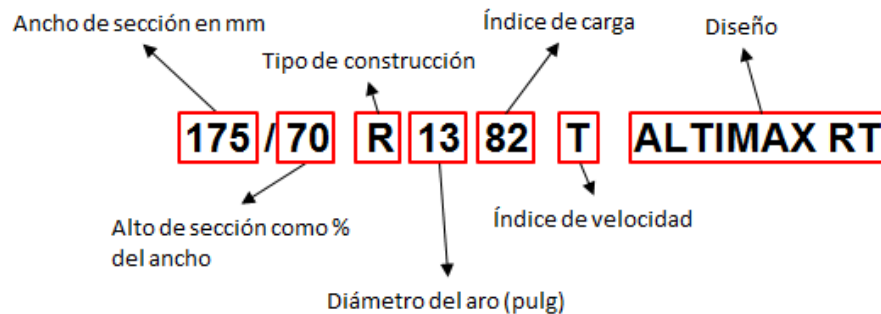 Ancho de sección en mm
Índice de carga
Diseño
Tipo de construcción
175 / 70 R 13 82 T ALTIMAX RT
Alto de sección como %
del ancho
Índice de velocidad
Diámetro del aro (pulg)